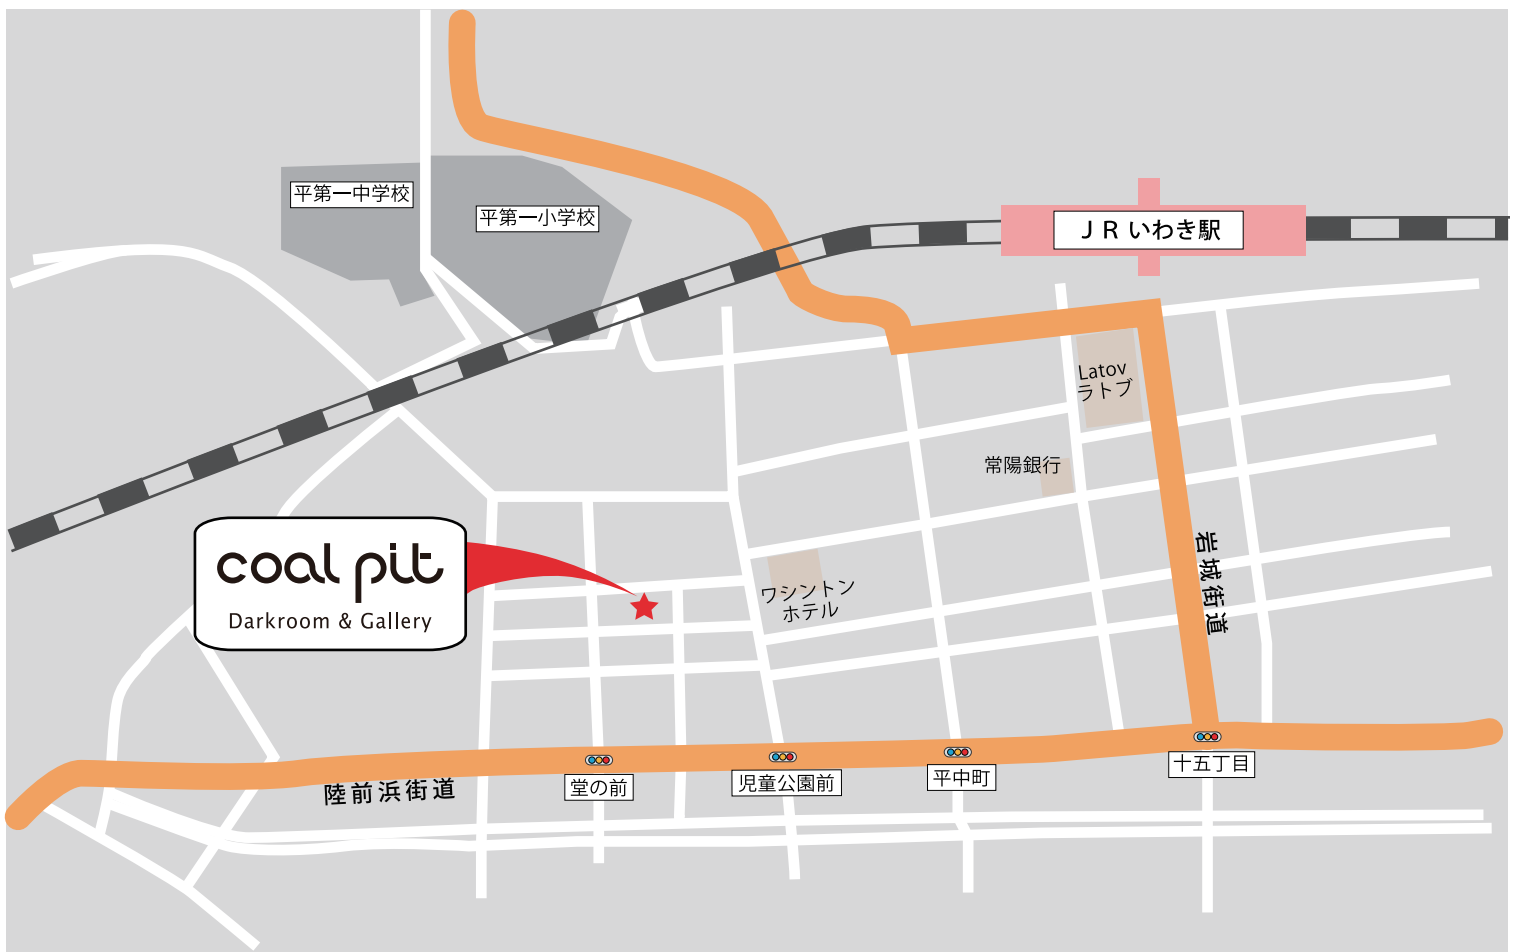 平第一中学校
平第一小学校
ＪＲいわき駅
Latov
ラトブ
常陽銀行
coal pit
Darkroom & Gallery
ワシントン
ホテル
岩城街道
陸前浜街道
堂の前
児童公園前
平中町
十五丁目